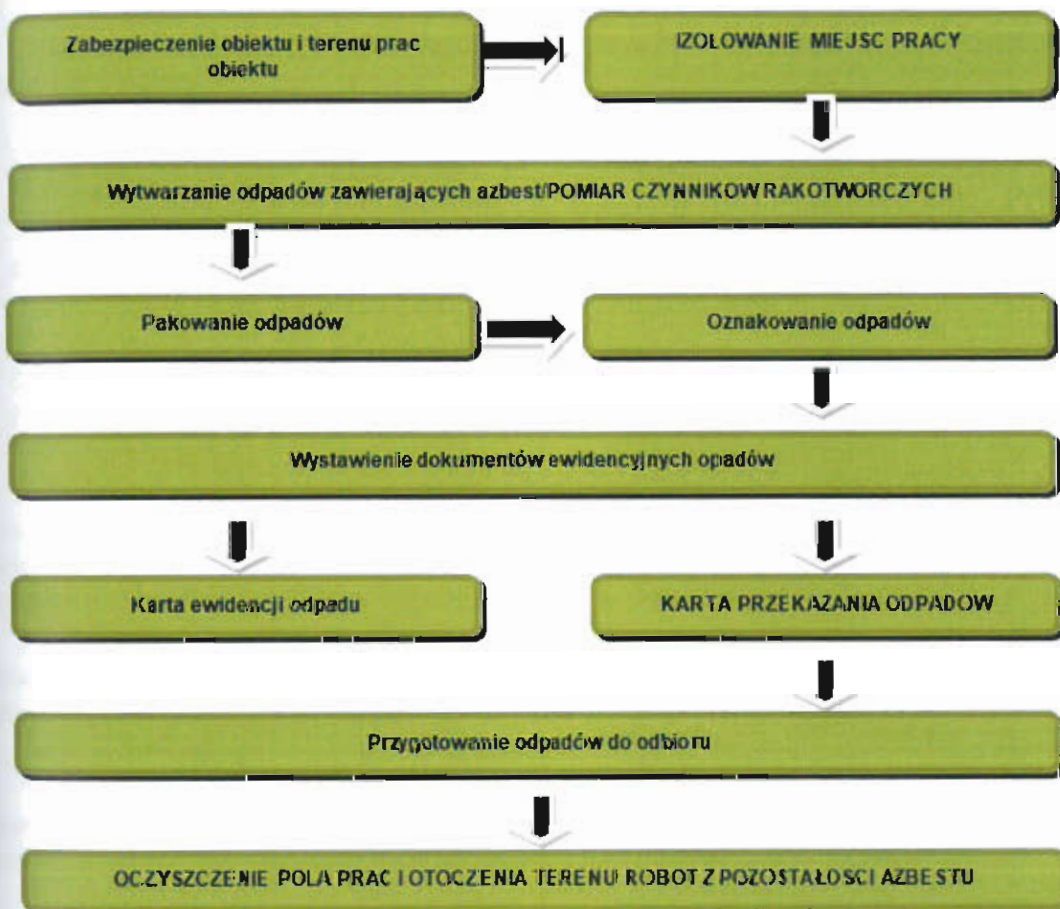 Zabezpieczenie obiektu i terenu prac
obiektu
IZOLOWANIE MIEJSC PRACY
Wytwarzanie odpadów zawierających azbest/POMIAR CZYNNIKOW RAKOTWORCZYCH
Pakowanie odpadów
Oznakowanie odpadów
Wystawienie dokumentów ewidencyjnych opadów
Karta ewidencji odpadu
KARTA PRZEKAZANIA ODPADOW
Przygotowanie odpadów do odbioru
OCZYSZCZENIE POLA PRAC I OTOCZENIA TERENU ROBOT Z POZOSTAŁOSCI AZBESTU